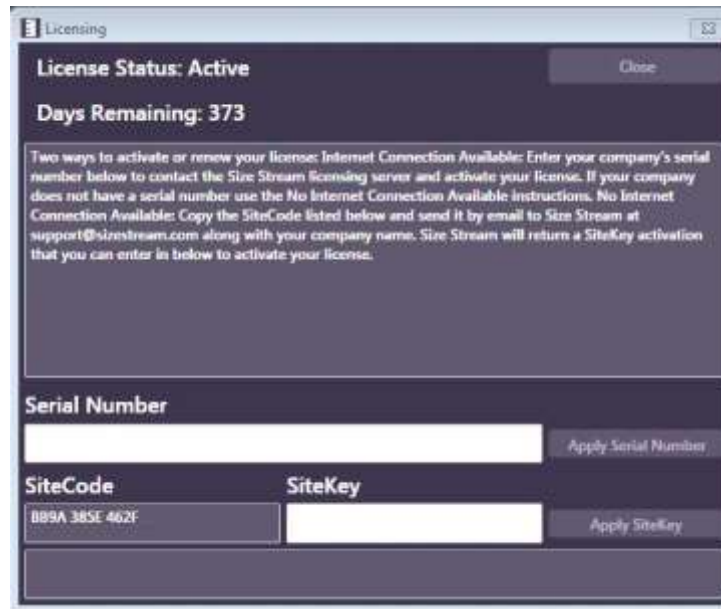 Licensing
License Status: Active
Close
Days Remaining: 373
Two ways to activate or renew your license: Internet Connection Available: Enter your company's serial
number below to contact the Size Stream licensing server and activate your license. If your company
does not have a serial number use the No Internet Connection Available instructions. No Internet
Connection Available: Copy the SiteCode listed below and send it by email to Size Stream at
support@sizestream.com along with your company name. Size Stream will return a SiteKey activation
that you can enter in below to activate your license.
Serial Number
Apply Serial Number
SiteCode
SiteKey
BB9A 385E 462F
Apply SiteKey